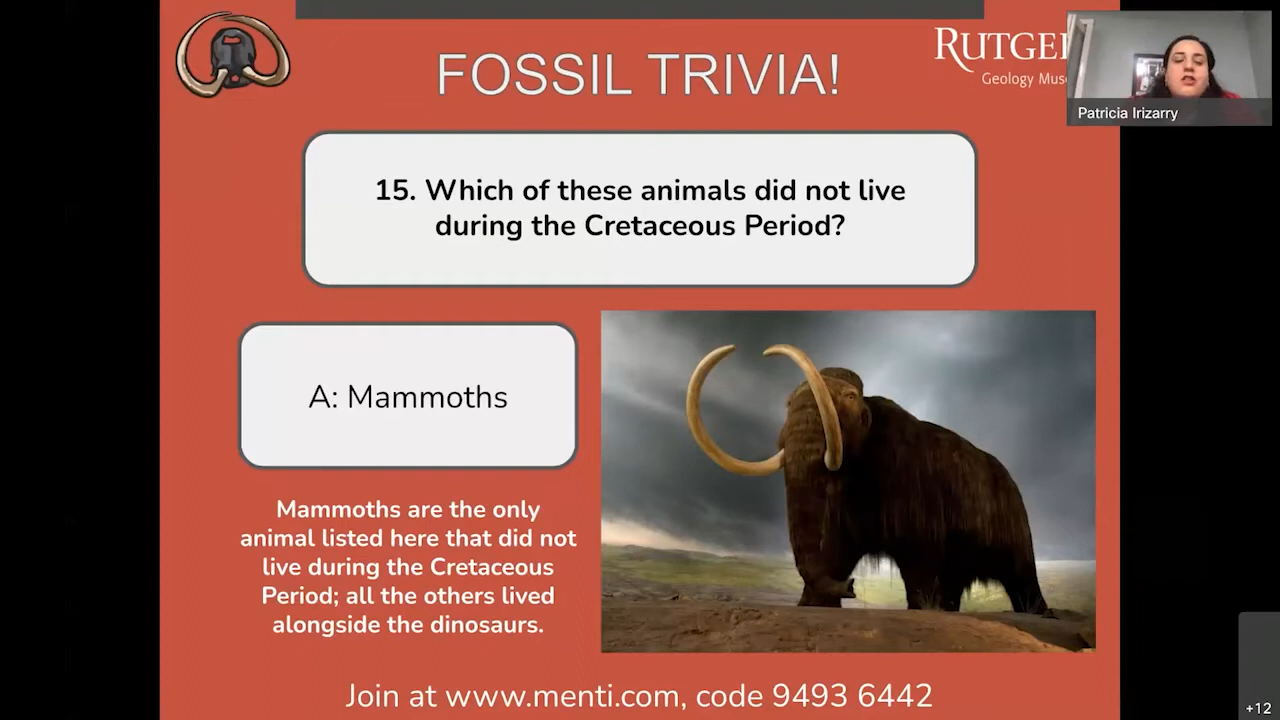 FOSSIL TRIVIA!
RUTGE
Geology Mus
Patricia Irizarry
15. Which of these animals did not live
during the Cretaceous Period?
A: Mammoths
Mammoths are the only
animal listed here that did not
live during the Cretaceous
Period; all the others lived
alongside the dinosaurs.
Join at www.menti.com, code 9493 6442
+12